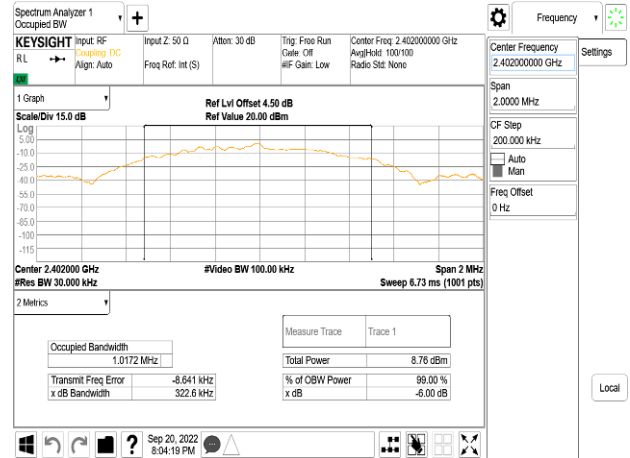 Spectrum Analyzer 1
Occupied BW
Frequency
KEYSIGHT
Input: RF
Coupling: DC
Align: Auto
RL
Input Z: 50 Ω
Freq Ref: Int (S)
Atten: 30 dB
Trig: Free Run
Gate: Off
#IF Gain: Low
Center Freq: 2.402000000 GHz
Avg|Hold: 100/100
Radio Std: None
Center Frequency
2.402000000 GHz
Settings
Span
2.0000 MHz
CF Step
200.000 kHz
Auto
Man
Freq Offset
0 Hz
1 Graph
Scale/Div 15.0 dB
Ref Lvl Offset 4.50 dB
Ref Value 20.00 dBm
Log
5.00
-10.0
-25.0
-40.0
-55.0
-70.0
-85.0
-100
-115
Center 2.402000 GHz
#Video BW 100.00 kHz
Span 2 MHz
#Res BW 30.000 kHz
Sweep 6.73 ms (1001 pts)
2 Metrics
Measure Trace
Trace 1
Occupied Bandwidth
1.0172 MHz
Total Power
8.76 dBm
Transmit Freq Error
-8.641 kHz
% of OBW Power
99.00 %
x dB Bandwidth
322.6 kHz
x dB
-6.00 dB
Local
Sep 20, 2022
8:04:19 PM